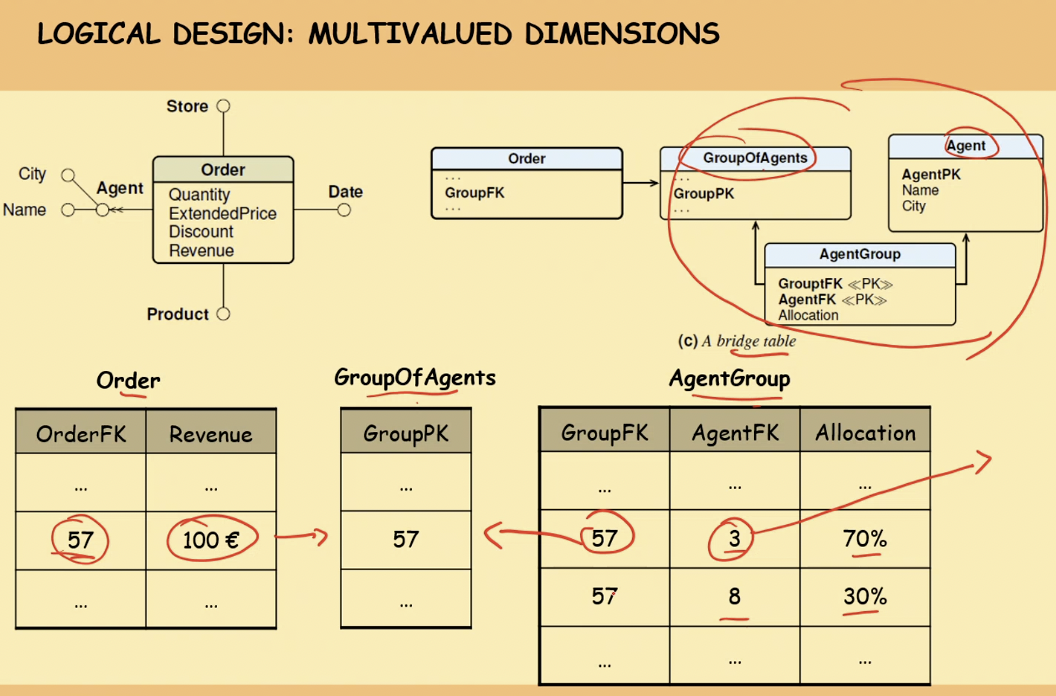 LOGICAL DESIGN: MULTIVALUED DIMENSIONS
Store
City
Agent
Name
Order
Quantity
ExtendedPrice
Discount
Revenue
Date
Product
Order
...
GroupFK
...
GroupOfAgents
...
GroupPK
...
Agent
AgentPK
Name
City
AgentGroup
GrouptFK ≪PK≫
AgentFK ≪PK≫
Allocation
(c) A bridge table
Order
OrderFK Revenue
... ...
57 100 €
... ...
GroupOfAgents
GroupPK
...
57
...
AgentGroup
GroupFK AgentFK Allocation
... ... ...
57 3 70%
57 8 30%
... ... ...